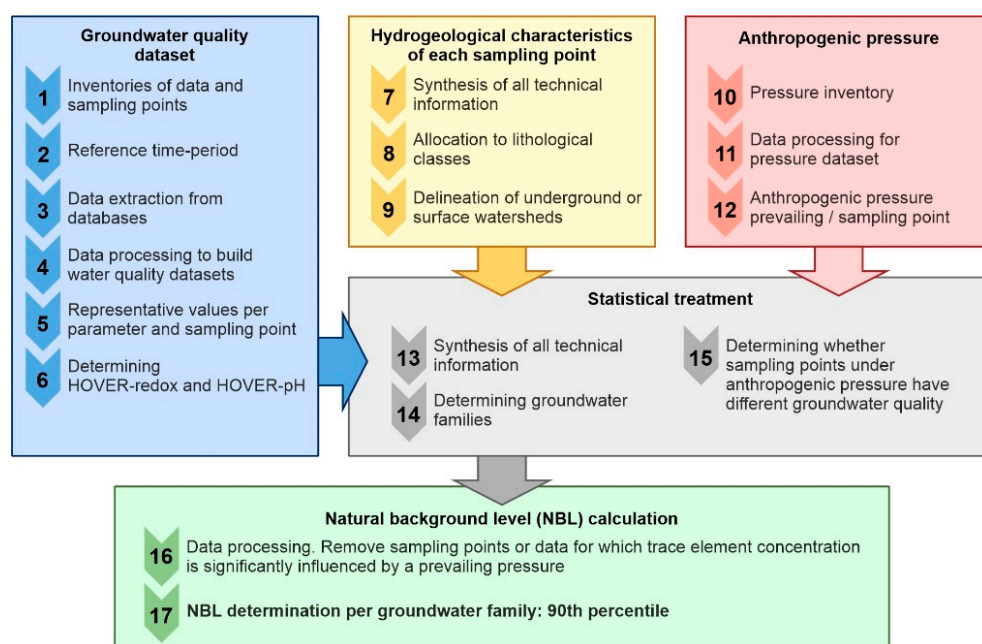 Groundwater quality
dataset
1
Inventories of data and
sampling points
2
Reference time-period
3
Data extraction from
databases
4
Data processing to build
water quality datasets
5
Representative values per
parameter and sampling point
6
Determining
HOVER-redox and HOVER-pH
Hydrogeological characteristics
of each sampling point
7
Synthesis of all technical
information
8
Allocation to lithological
classes
9
Delineation of underground or
surface watersheds
Anthropogenic pressure
10
Pressure inventory
11
Data processing for
pressure dataset
12
Anthropogenic pressure
prevailing / sampling point
Statistical treatment
13
Synthesis of all technical
information
14
Determining groundwater
families
15
Determining whether
sampling points under
anthropogenic pressure have
different groundwater quality
Natural background level (NBL) calculation
16
Data processing. Remove sampling points or data for which trace element concentration
is significantly influenced by a prevailing pressure
17
NBL determination per groundwater family: 90th percentile